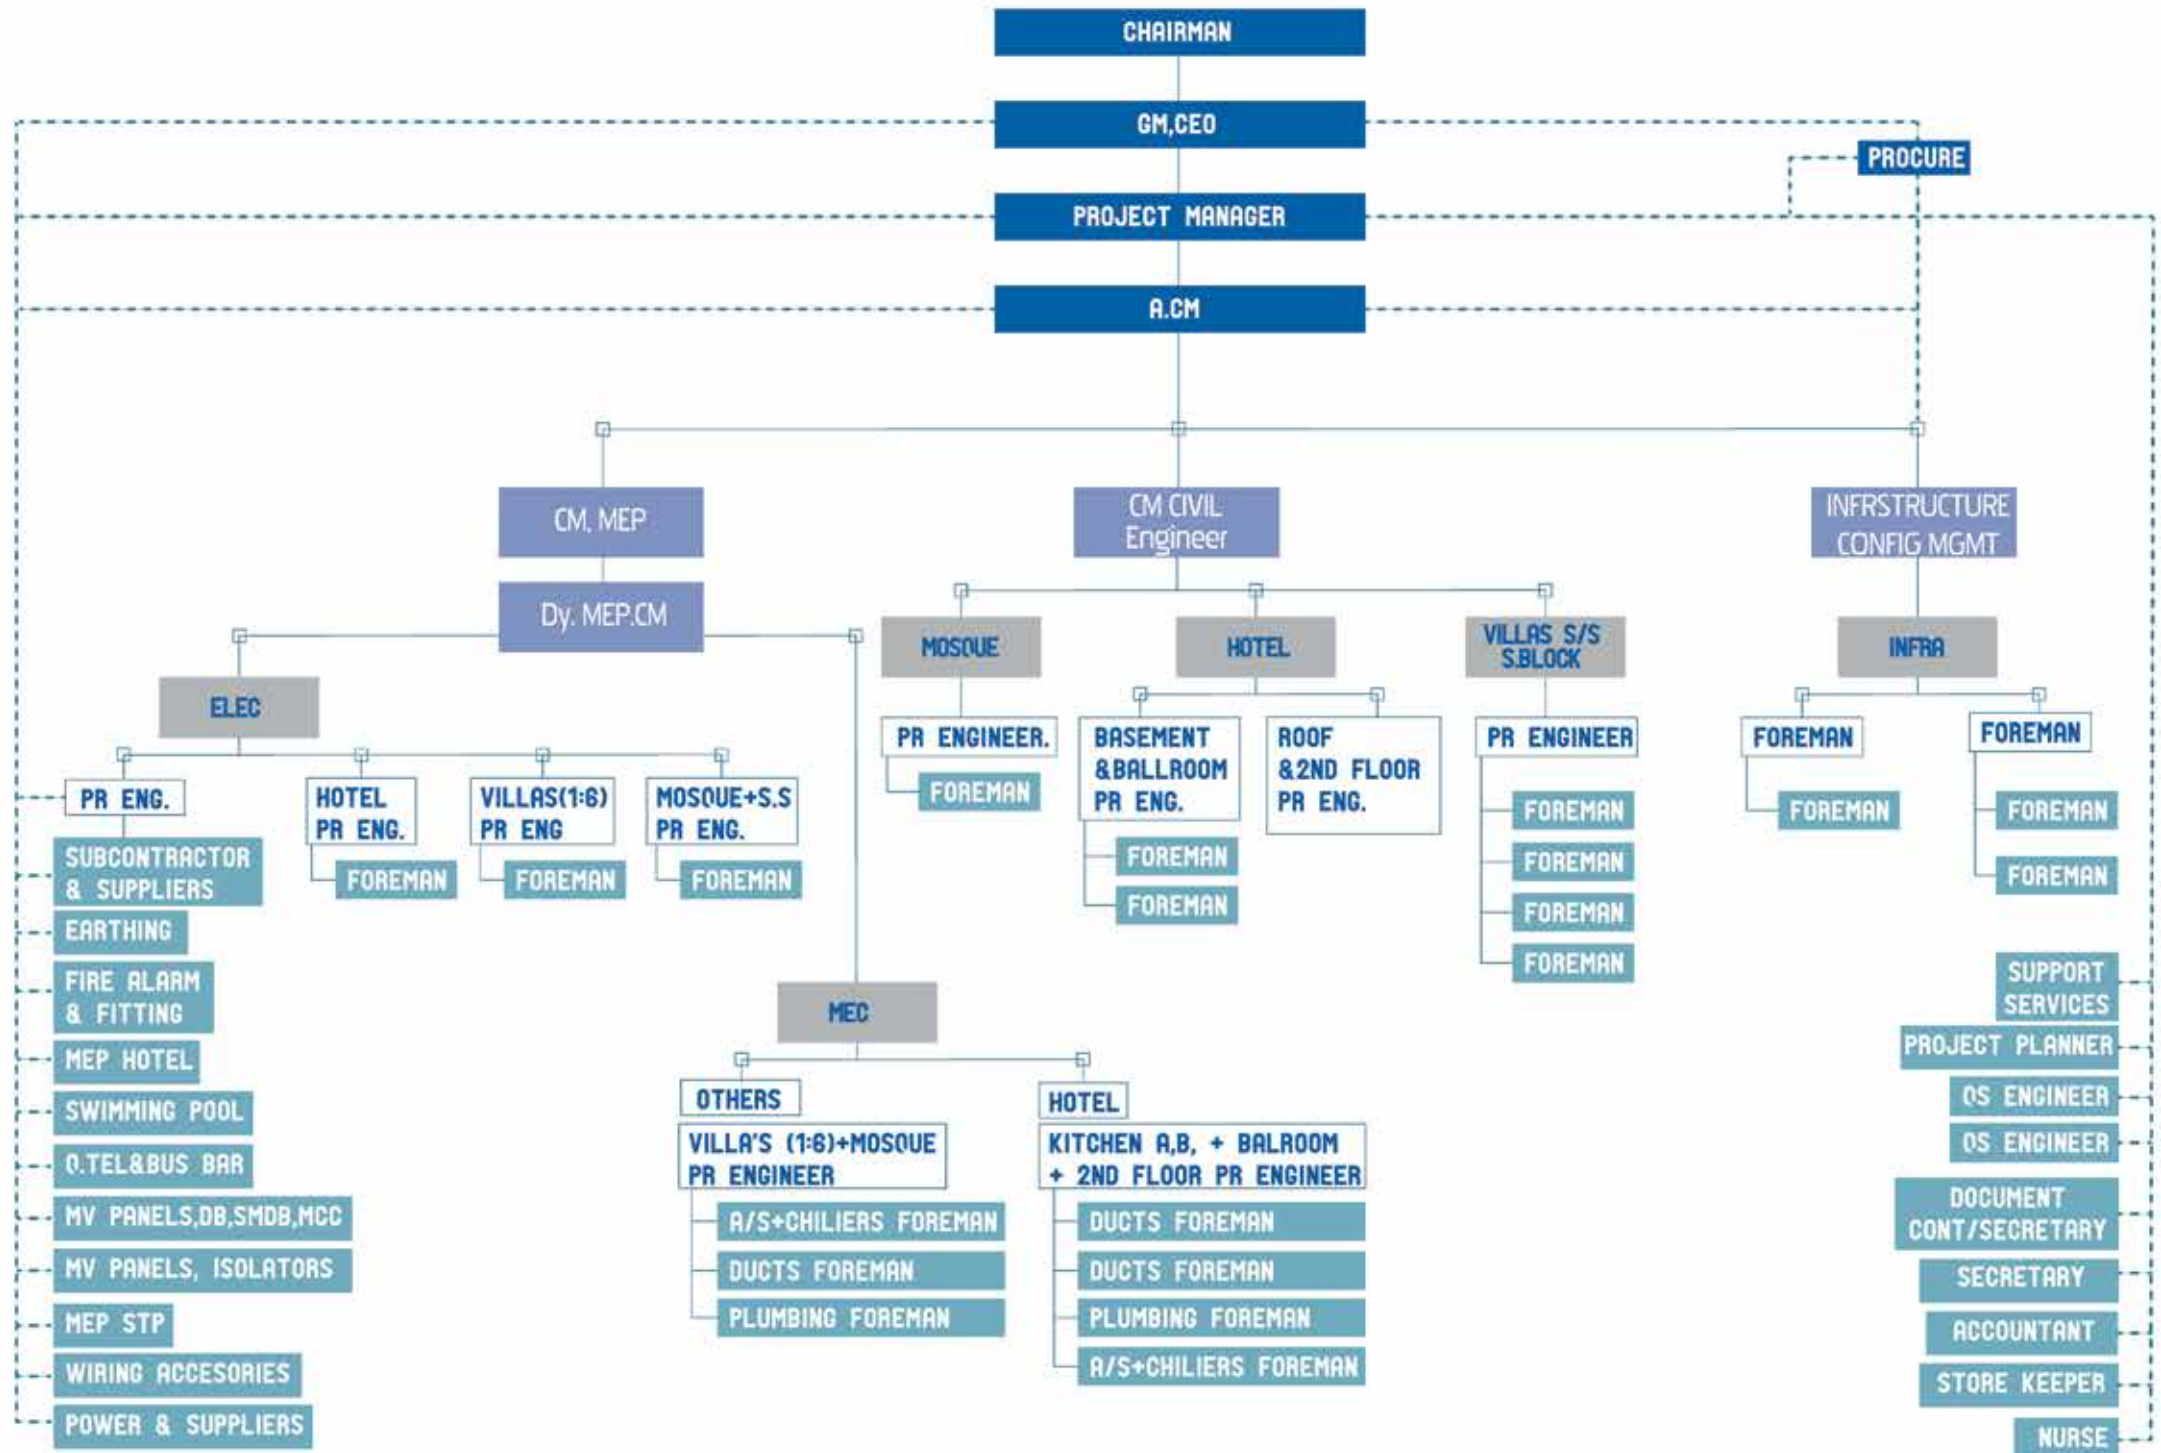 CHAIRMAN
GM,CEO
PROCURE
PROJECT MANAGER
A.CM
CM, MEP
Dy. MEP.CM
CM CIVIL
Engineer
INFRSTRUCTURE
CONFIG MGMT
ELEC
PR ENG.
SUBCONTRACTOR
& SUPPLIERS
EARTHING
FIRE ALARM
& FITTING
MEP HOTEL
SWIMMING POOL
O.TEL&BUS BAR
MV PANELS,DB,SMDB,MCC
MV PANELS, ISOLATORS
MEP STP
WIRING ACCESORIES
POWER & SUPPLIERS
HOTEL
PR ENG.
FOREMAN
VILLAS(1:6)
PR ENG
FOREMAN
MOSQUE+S.S
PR ENG.
FOREMAN
MEC
OTHERS
VILLA'S (1:6)+MOSQUE
PR ENGINEER
A/S+CHILIERS FOREMAN
DUCTS FOREMAN
PLUMBING FOREMAN
HOTEL
KITCHEN A,B, + BALROOM
+ 2ND FLOOR PR ENGINEER
DUCTS FOREMAN
DUCTS FOREMAN
PLUMBING FOREMAN
A/S+CHILIERS FOREMAN
MOSQUE
PR ENGINEER.
FOREMAN
HOTEL
BASEMENT
&BALLROOM
PR ENG.
FOREMAN
FOREMAN
ROOF
&2ND FLOOR
PR ENG.
VILLAS S/S
S.BLOCK
PR ENGINEER
FOREMAN
FOREMAN
FOREMAN
FOREMAN
INFRA
FOREMAN
FOREMAN
FOREMAN
FOREMAN
FOREMAN
SUPPORT
SERVICES
PROJECT PLANNER
QS ENGINEER
QS ENGINEER
DOCUMENT
CONT/SECRETARY
SECRETARY
ACCOUNTANT
STORE KEEPER
NURSE